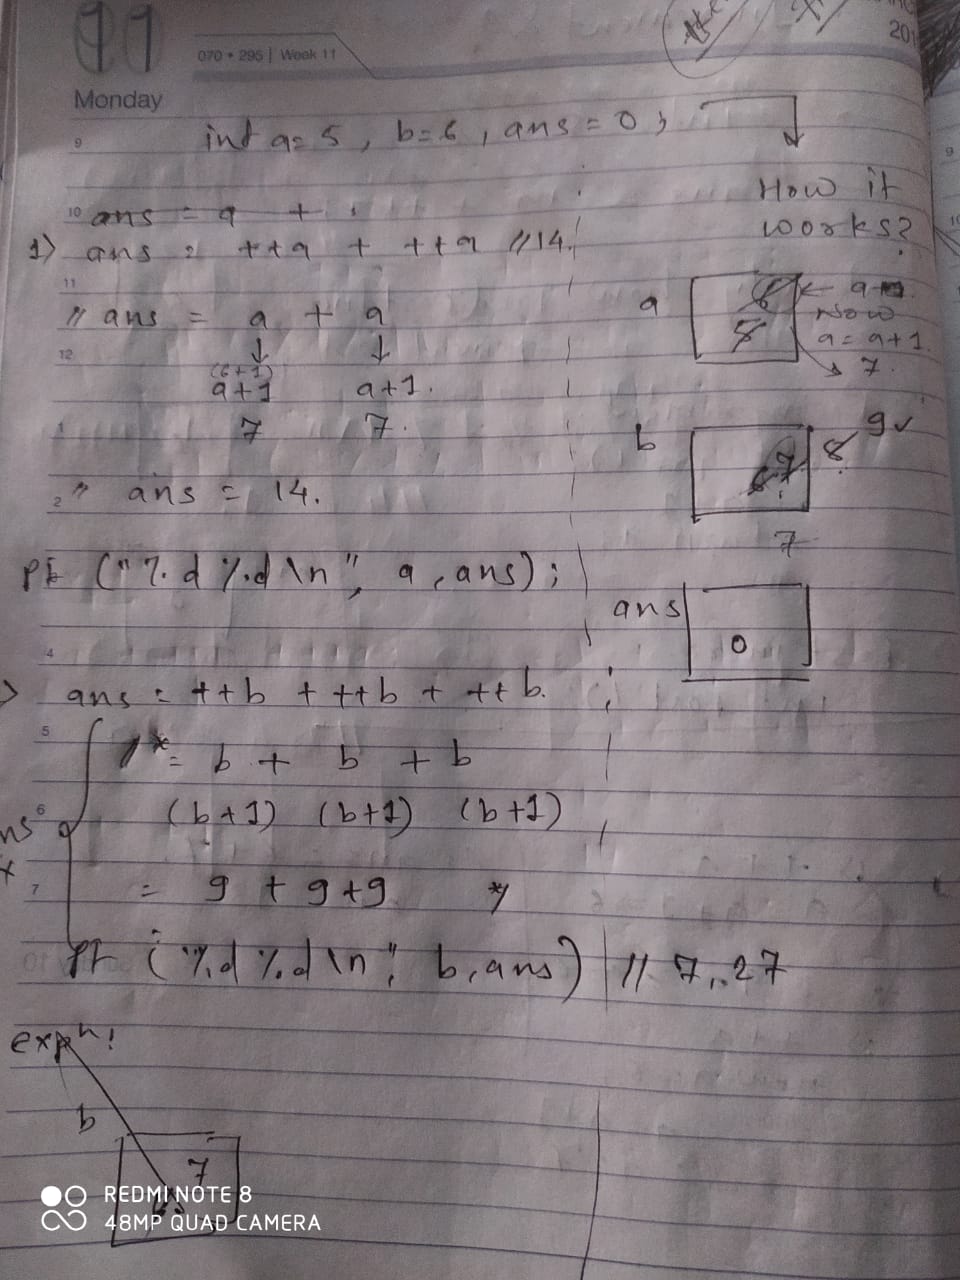 11
070 • 295 | Week 11
201
Monday
9
int a=5, b=6, ans=0;
How it
works?
10 ans = a +
1) ans = ++a + ++a //14.
11
// ans = a + a
12
(6+1)
a+1 a+1.
7 7.
a
6
5
Now
a = a+1.
7.
1
2 // ans = 14.
b
6 7 8 9✓
7
Pf ("%d %d\n", a, ans);
ans
0
4
> ans = ++b + ++b + ++b.
5
/* = b + b + b
6
(b+1) (b+1) (b+1)
7
= 9 + 9 + 9 */
Pf ("%d %d\n", b, ans) // 7,.27
expn:
b
7
REDMI NOTE 8
48MP QUAD CAMERA